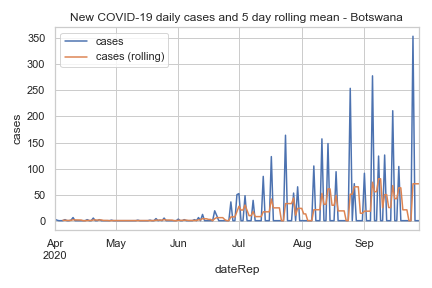 New COVID-19 daily cases and 5 day rolling mean - Botswana
cases
cases (rolling)
350
300
250
200
150
100
50
0
cases
Apr
2020
May
Jun
Jul
Aug
Sep
dateRep